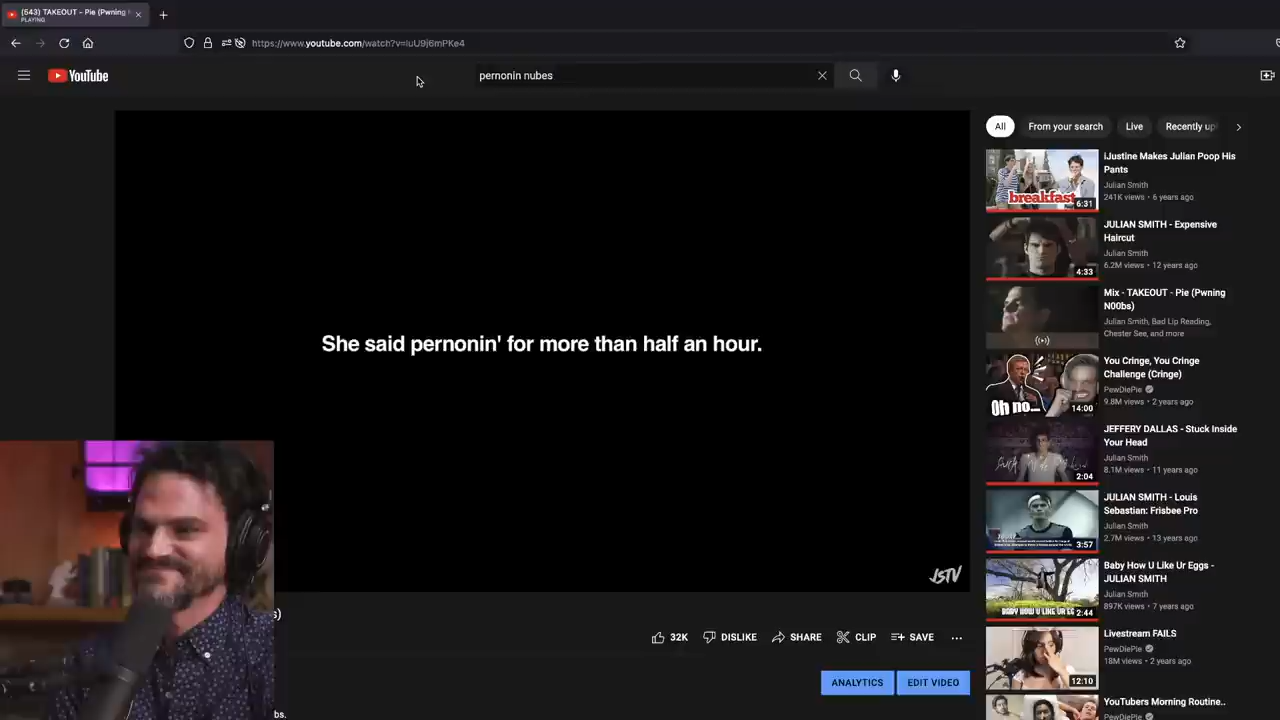 (543) TAKEOUT - Pie (Pwning
PLAYING
https://www.youtube.com/watch?v=IuU9j6mPKe4
YouTube
pernonin nubes
She said pernonin' for more than half an hour.
JSTV
s)
32K
DISLIKE
SHARE
CLIP
SAVE
ANALYTICS
EDIT VIDEO
bs.
All
From your search
Live
Recently up
iJustine Makes Julian Poop His
Pants
Julian Smith
241K views • 6 years ago
breakfast
6:31
JULIAN SMITH - Expensive
Haircut
Julian Smith
6.2M views • 12 years ago
4:33
Mix - TAKEOUT - Pie (Pwning
N00bs)
Julian Smith, Bad Lip Reading,
Chester See, and more
You Cringe, You Cringe
Challenge (Cringe)
PewDiePie
9.8M views • 2 years ago
Oh no...
14:00
JEFFERY DALLAS - Stuck Inside
Your Head
Julian Smith
8.1M views • 11 years ago
2:04
JULIAN SMITH - Louis
Sebastian: Frisbee Pro
Julian Smith
2.7M views • 13 years ago
3:57
Baby How U Like Ur Eggs -
JULIAN SMITH
Julian Smith
897K views • 7 years ago
BABY HOW U LIKE UR EG
2:44
Livestream FAILS
PewDiePie
18M views • 2 years ago
12:10
YouTubers Morning Routine..
PewDiePie